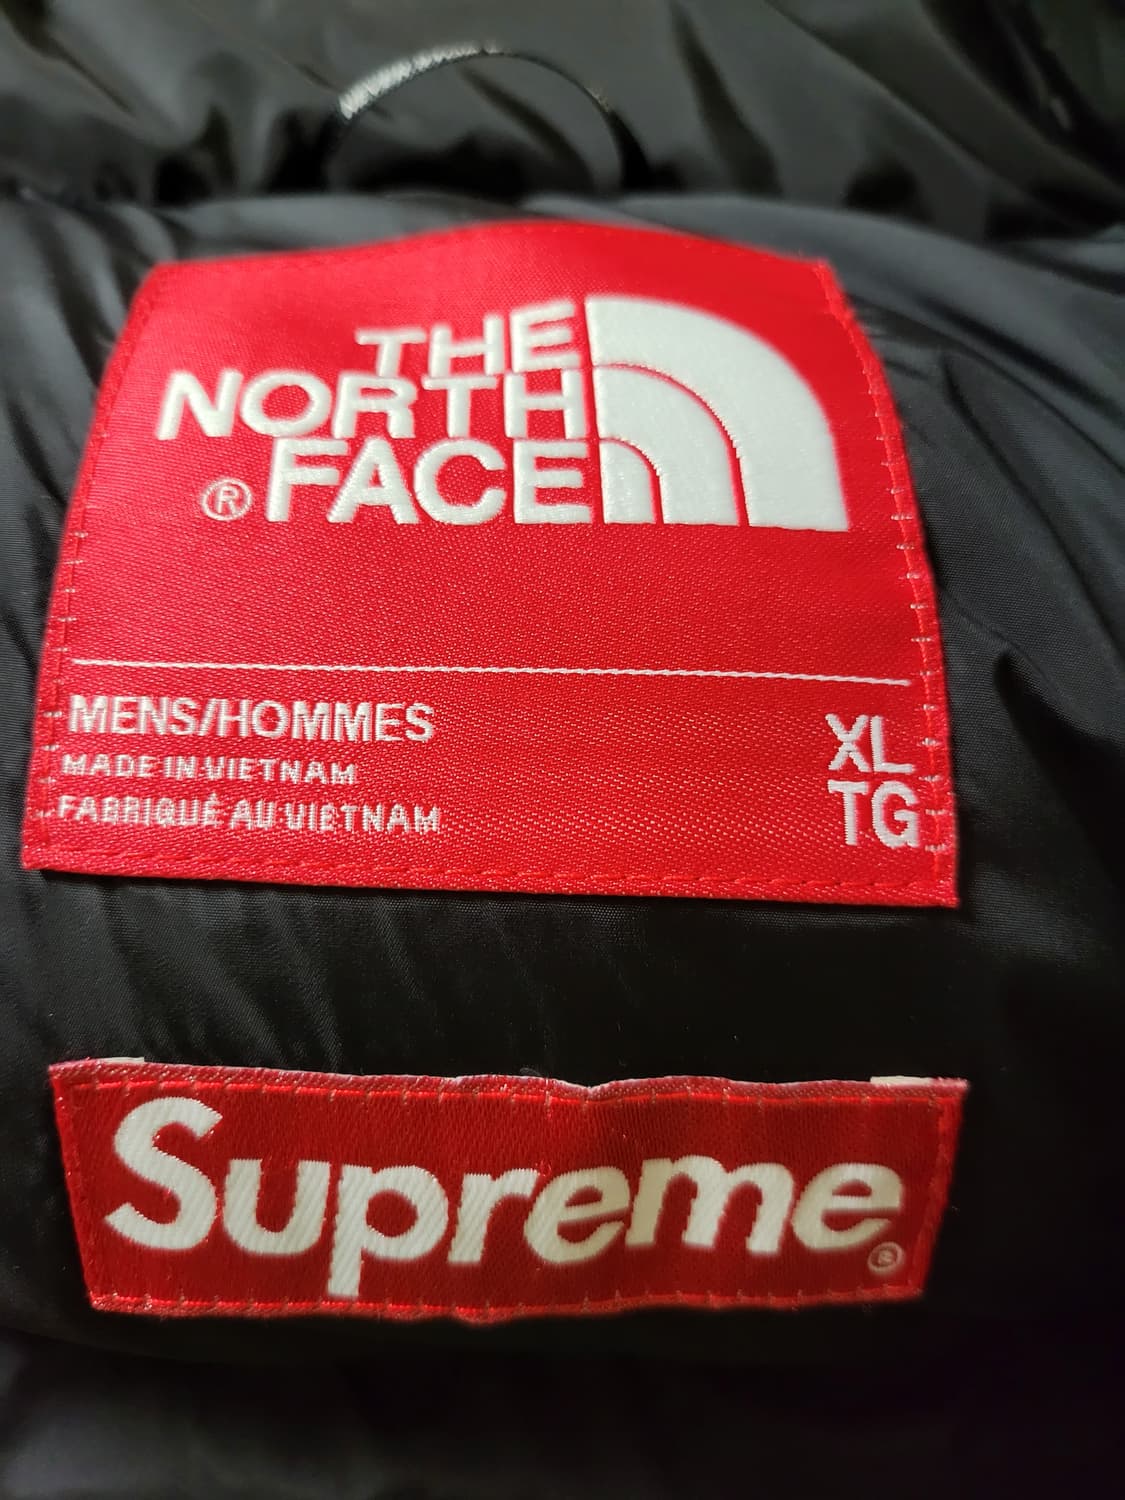 THE
NORTH
® FACE
MENS/HOMMES
MADE IN VIETNAM
FABRIQUÉ AU VIETNAM
XL
TG
Supreme
®